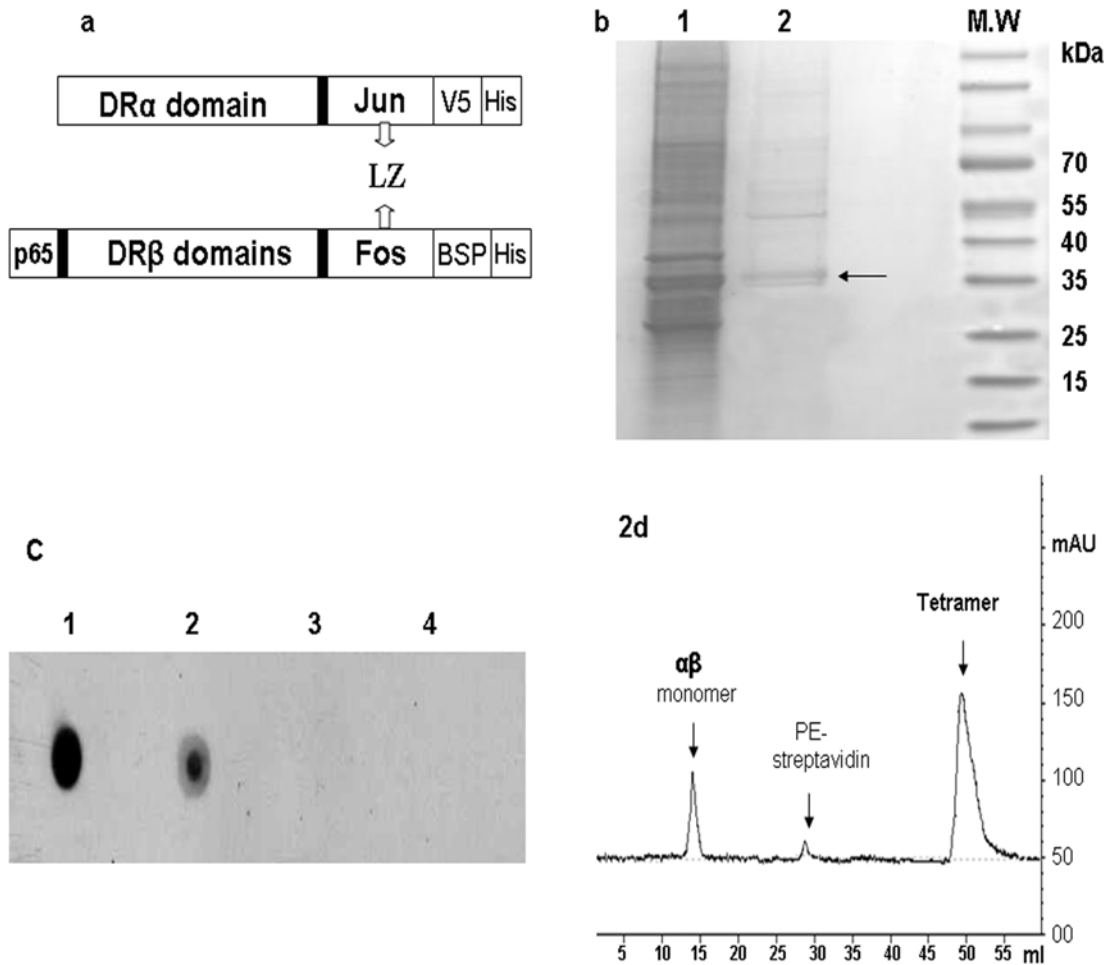 a
DRα domain Jun V5 His
LZ
p65 DRβ domains Fos BSP His
b 1 2 M.W
kDa
70
55
40
35
25
15
C
1 2 3 4
2d
mAU
Tetramer
200
αβ
monomer
150
PE-
streptavidin
100
50
00
5 10 15 20 25 30 35 40 45 50 55 ml